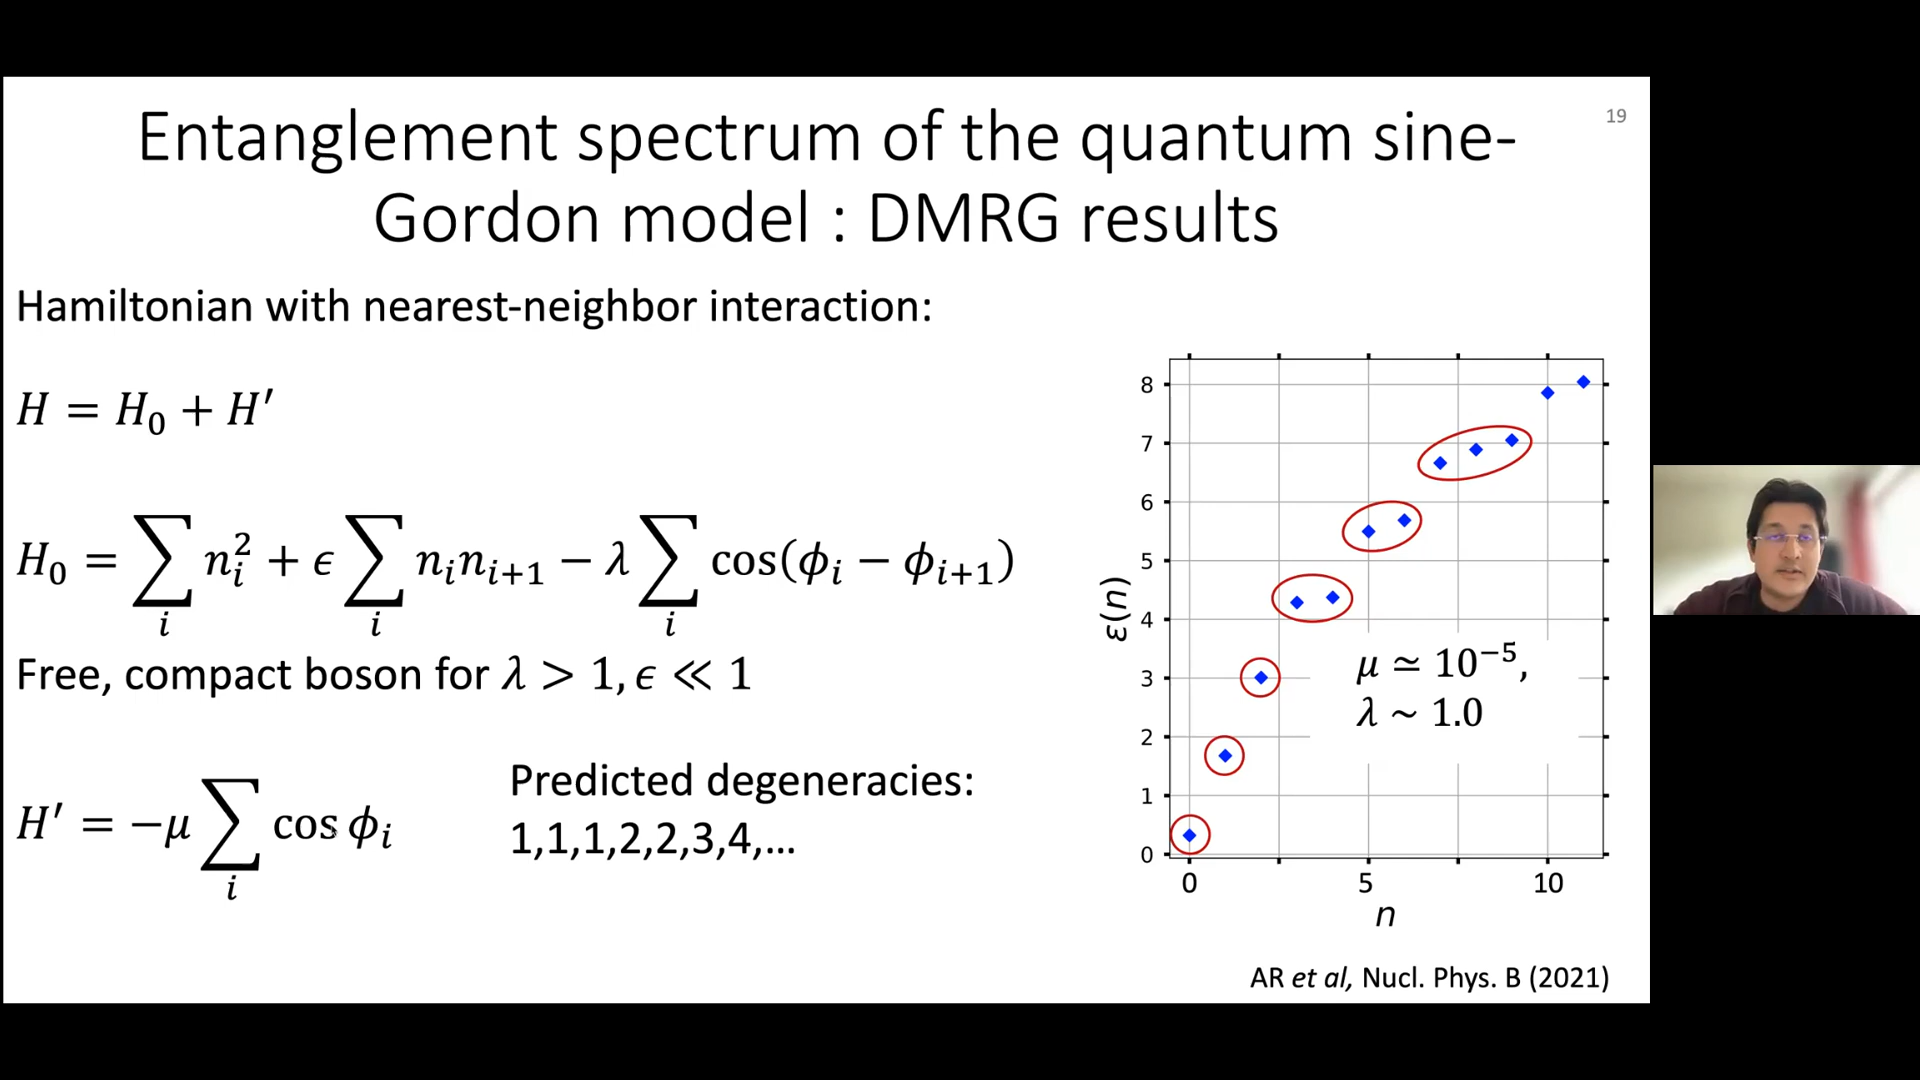 19
Entanglement spectrum of the quantum sine-
Gordon model : DMRG results
Hamiltonian with nearest-neighbor interaction:
H = H₀ + H′
H₀ = ∑ᵢ nᵢ² + ϵ ∑ᵢ nᵢnᵢ₊₁ − λ ∑ᵢ cos(ϕᵢ − ϕᵢ₊₁)
Free, compact boson for λ > 1, ϵ ≪ 1
H′ = −μ ∑ᵢ cos ϕᵢ
Predicted degeneracies:
1,1,1,2,2,3,4,...
8
7
6
5
4
3
2
1
0
ε(n)
μ ≃ 10⁻⁵,
λ ~ 1.0
0 5 10
n
AR et al, Nucl. Phys. B (2021)